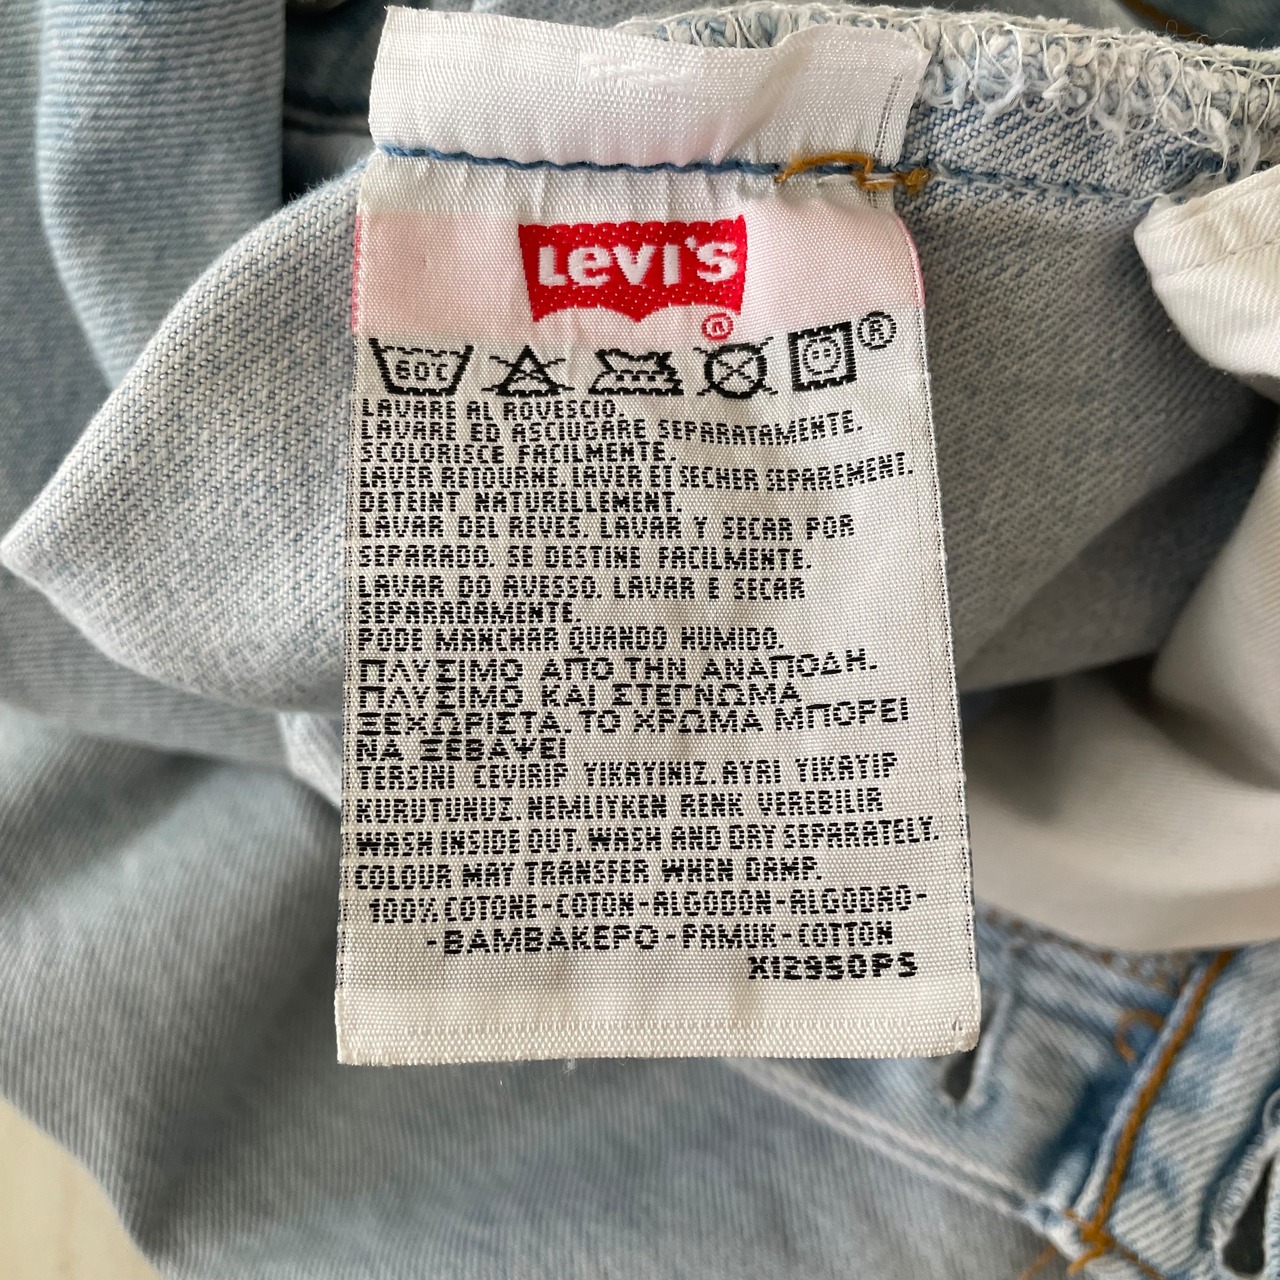 Levi's
®
60°C
®
LAVARE AL ROVESCIO.
LAVARE ED ASCIUGARE SEPARATAMENTE.
SCOLORISCE FACILMENTE.
LAVER RETOURNE. LAVER ET SECHER SEPAREMENT.
DETEINT NATURELLEMENT.
LAVAR DEL REVES. LAVAR Y SECAR POR
SEPARADO. SE DESTINE FACILMENTE.
LAVAR DO AVESSO. LAVAR E SECAR
SEPARADAMENTE.
PODE MANCHAR QUANDO HUMIDO.
ΠΛΥΣΙΜΟ ΑΠΟ ΤΗΝ ΑΝΑΠΟΔΗ.
ΠΛΥΣΙΜΟ ΚΑΙ ΣΤΕΓΝΩΜΑ
ΞΕΧΩΡΙΣΤΑ. ΤΟ ΧΡΩΜΑ ΜΠΟΡΕΙ
ΝΑ ΞΕΒΑΨΕΙ
TERSINI CEVIRIP YIKAYINIZ. AYRI YIKAYIP
KURUTUNUZ. NEMLIYKEN RENK VEREBILIR
WASH INSIDE OUT. WASH AND DRY SEPARATELY.
COLOUR MAY TRANSFER WHEN DAMP.
100% COTONE-COTON-ALGODON-ALGODAO-
-ΒΑΜΒΑΚΕΡΟ-PAMUK-COTTON
X12950PS